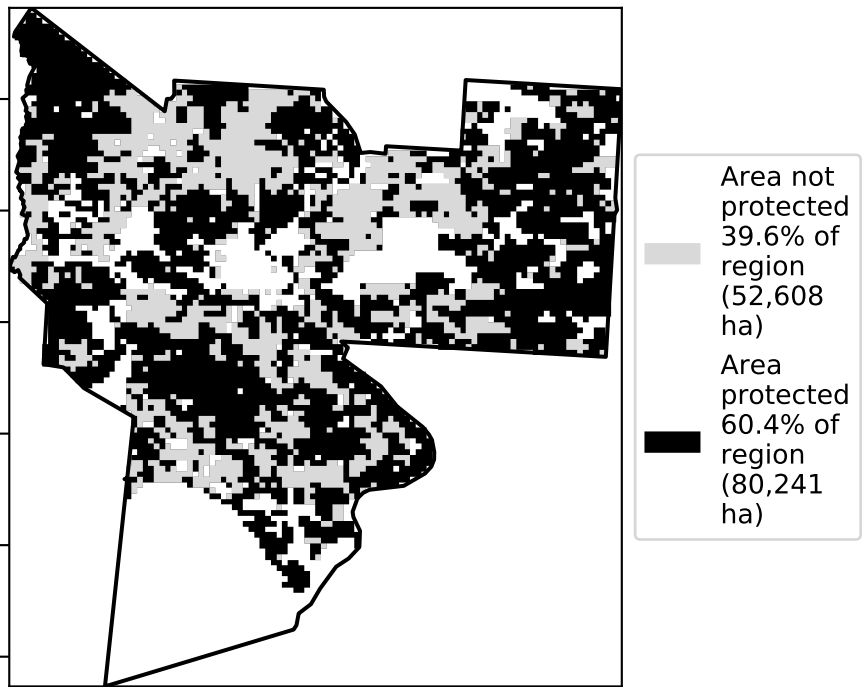 Area not
protected
39.6% of
region
(52,608
ha)
Area
protected
60.4% of
region
(80,241
ha)